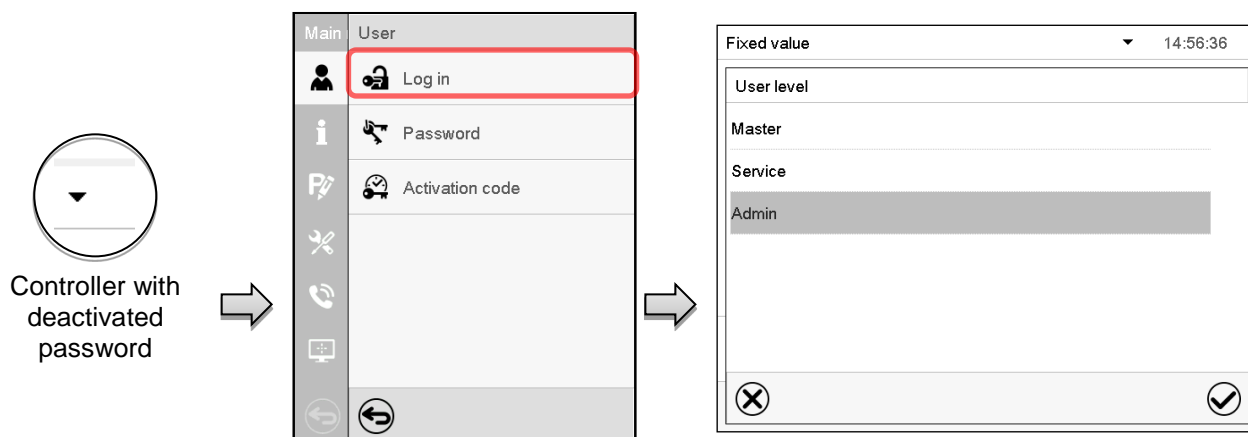 Controller with
deactivated
password
Main
User
Log in
Password
Activation code
Fixed value
14:56:36
User level
Master
Service
Admin